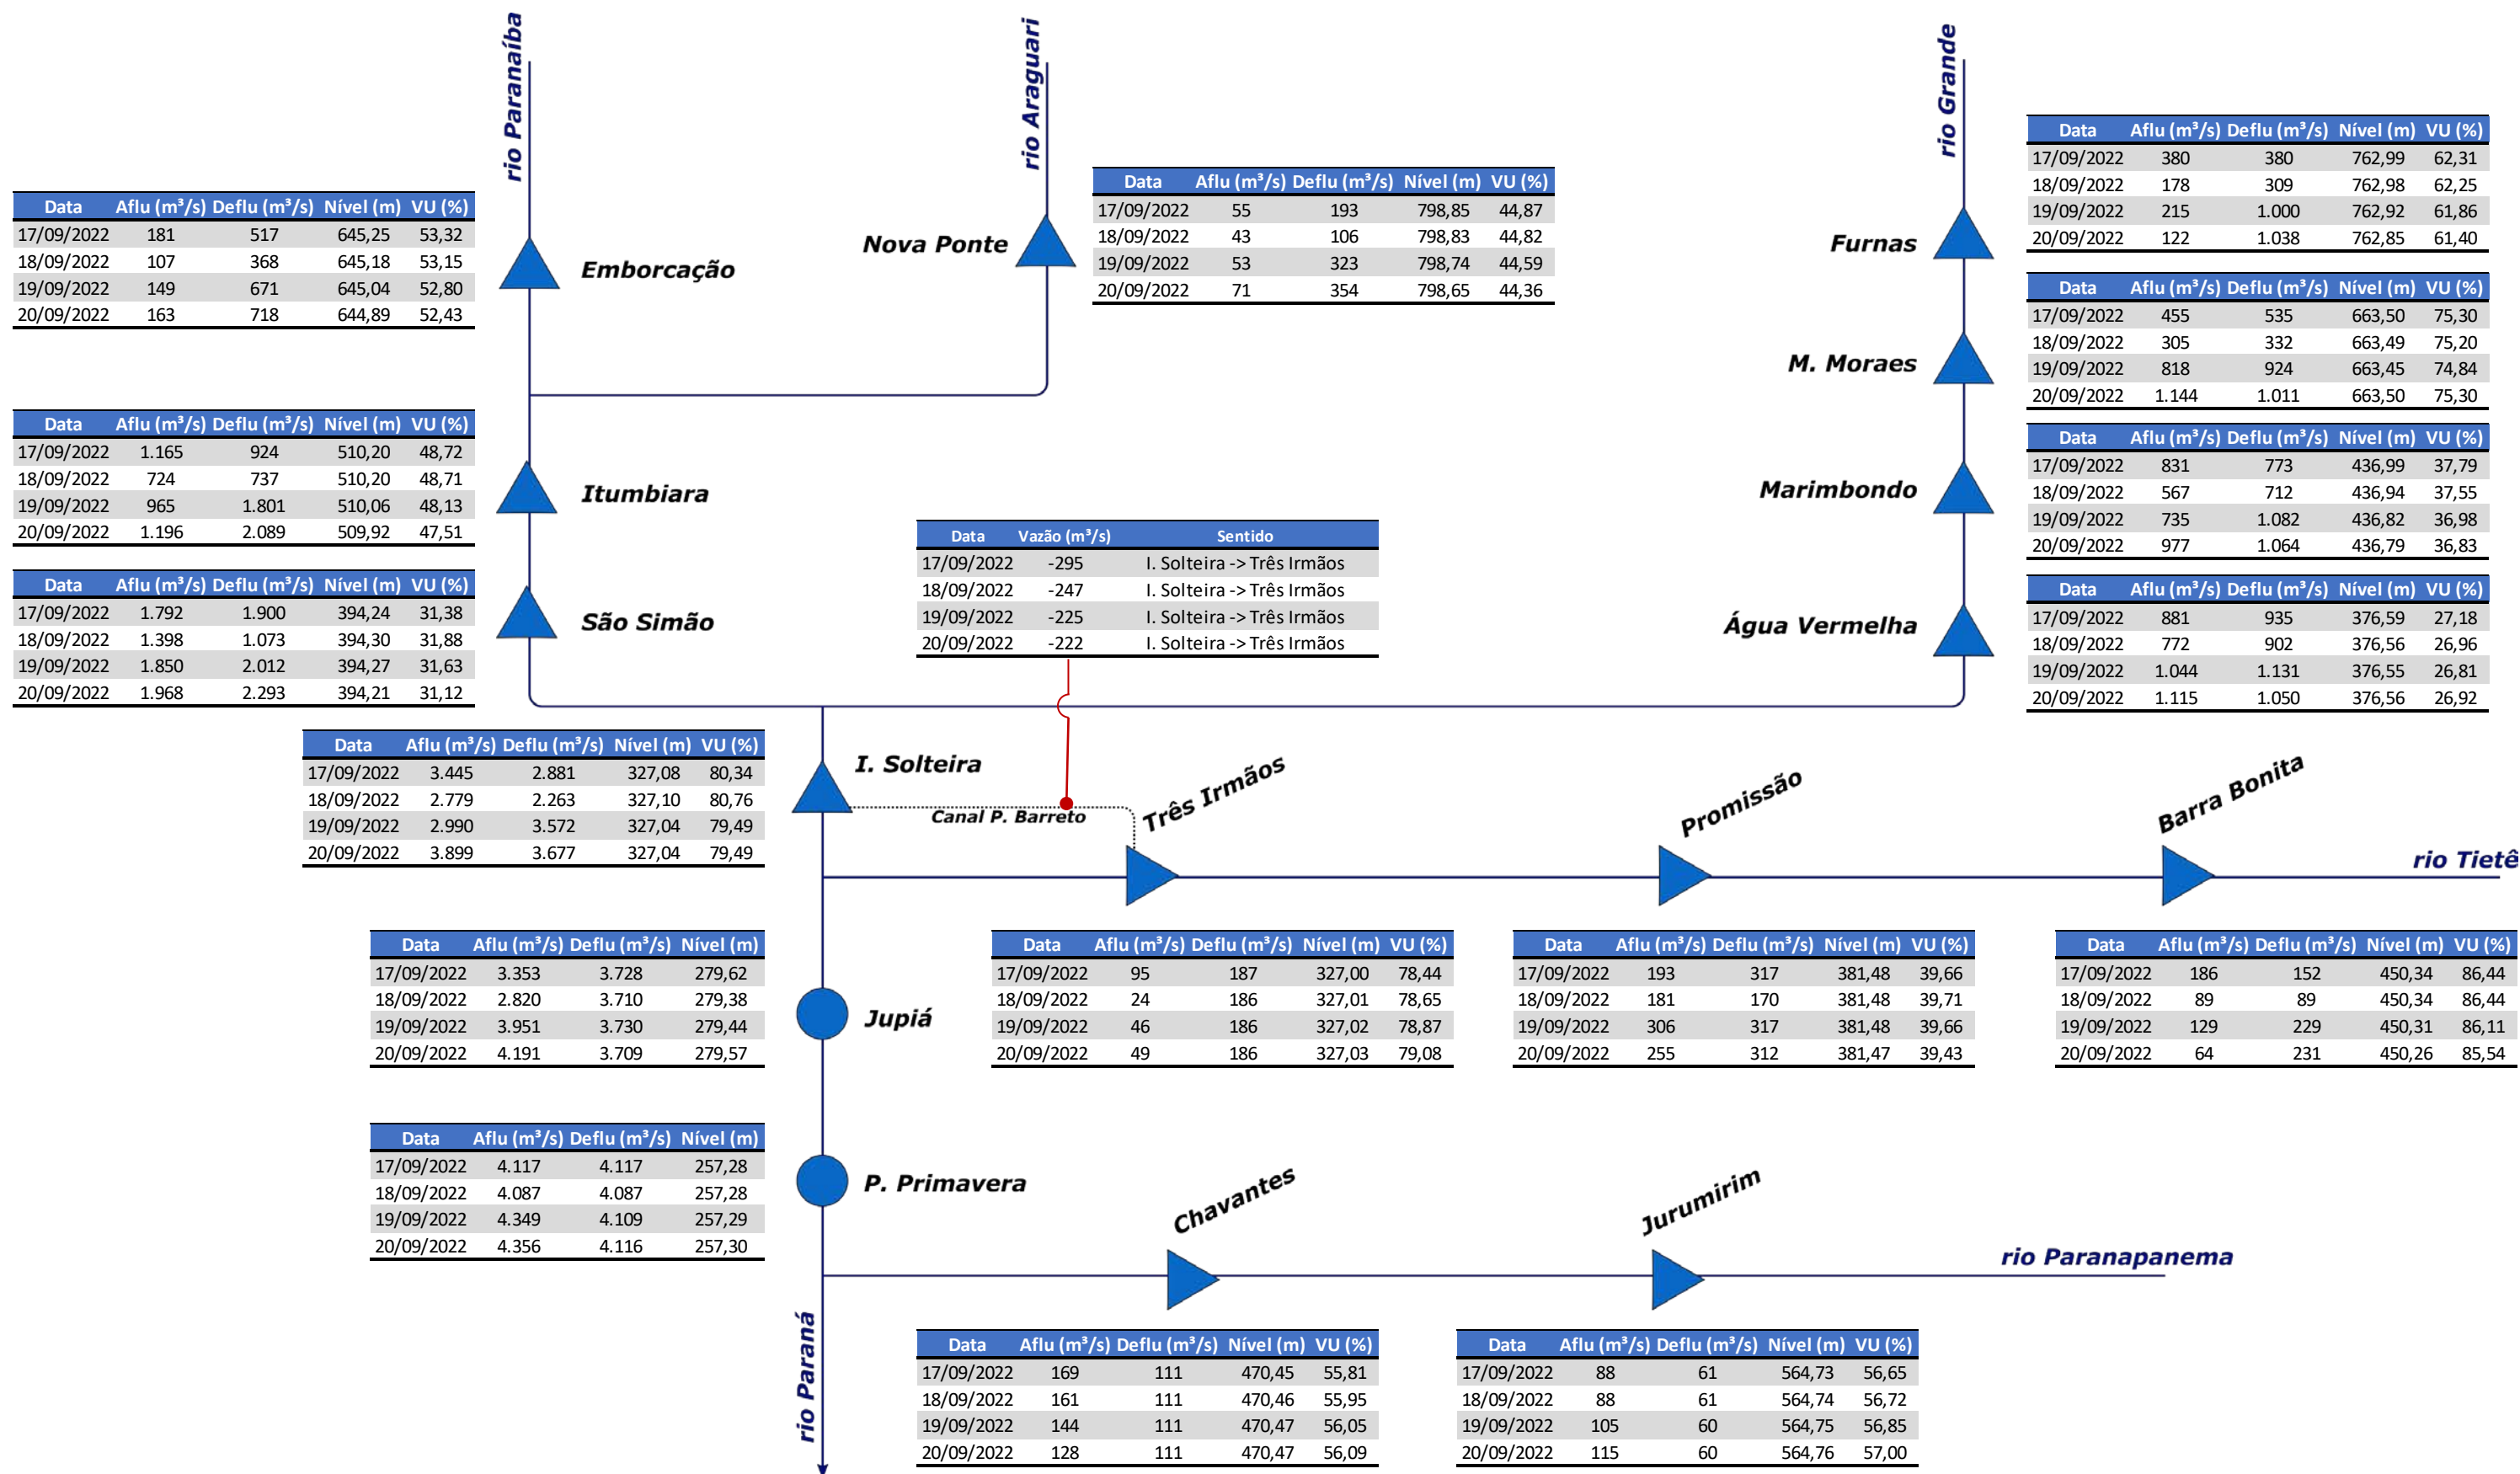 rio Paranaíba
rio Araguari
rio Grande
Data Aflu (m³/s) Deflu (m³/s) Nível (m) VU (%)
17/09/2022 380 380 762,99 62,31
18/09/2022 178 309 762,98 62,25
19/09/2022 215 1.000 762,92 61,86
20/09/2022 122 1.038 762,85 61,40
Furnas
Data Aflu (m³/s) Deflu (m³/s) Nível (m) VU (%)
17/09/2022 55 193 798,85 44,87
18/09/2022 43 106 798,83 44,82
19/09/2022 53 323 798,74 44,59
20/09/2022 71 354 798,65 44,36
Nova Ponte
Data Aflu (m³/s) Deflu (m³/s) Nível (m) VU (%)
17/09/2022 181 517 645,25 53,32
18/09/2022 107 368 645,18 53,15
19/09/2022 149 671 645,04 52,80
20/09/2022 163 718 644,89 52,43
Emborcação
Data Aflu (m³/s) Deflu (m³/s) Nível (m) VU (%)
17/09/2022 455 535 663,50 75,30
18/09/2022 305 332 663,49 75,20
19/09/2022 818 924 663,45 74,84
20/09/2022 1.144 1.011 663,50 75,30
M. Moraes
Data Aflu (m³/s) Deflu (m³/s) Nível (m) VU (%)
17/09/2022 1.165 924 510,20 48,72
18/09/2022 724 737 510,20 48,71
19/09/2022 965 1.801 510,06 48,13
20/09/2022 1.196 2.089 509,92 47,51
Itumbiara
Data Aflu (m³/s) Deflu (m³/s) Nível (m) VU (%)
17/09/2022 831 773 436,99 37,79
18/09/2022 567 712 436,94 37,55
19/09/2022 735 1.082 436,82 36,98
20/09/2022 977 1.064 436,79 36,83
Marimbondo
Data Vazão (m³/s) Sentido
17/09/2022 -295 I. Solteira -> Três Irmãos
18/09/2022 -247 I. Solteira -> Três Irmãos
19/09/2022 -225 I. Solteira -> Três Irmãos
20/09/2022 -222 I. Solteira -> Três Irmãos
Data Aflu (m³/s) Deflu (m³/s) Nível (m) VU (%)
17/09/2022 1.792 1.900 394,24 31,38
18/09/2022 1.398 1.073 394,30 31,88
19/09/2022 1.850 2.012 394,27 31,63
20/09/2022 1.968 2.293 394,21 31,12
São Simão
Data Aflu (m³/s) Deflu (m³/s) Nível (m) VU (%)
17/09/2022 881 935 376,59 27,18
18/09/2022 772 902 376,56 26,96
19/09/2022 1.044 1.131 376,55 26,81
20/09/2022 1.115 1.050 376,56 26,92
Água Vermelha
Data Aflu (m³/s) Deflu (m³/s) Nível (m) VU (%)
17/09/2022 3.445 2.881 327,08 80,34
18/09/2022 2.779 2.263 327,10 80,76
19/09/2022 2.990 3.572 327,04 79,49
20/09/2022 3.899 3.677 327,04 79,49
I. Solteira
Canal P. Barreto
Três Irmãos
Promissão
Barra Bonita
rio Tietê
Data Aflu (m³/s) Deflu (m³/s) Nível (m)
17/09/2022 3.353 3.728 279,62
18/09/2022 2.820 3.710 279,38
19/09/2022 3.951 3.730 279,44
20/09/2022 4.191 3.709 279,57
Jupiá
Data Aflu (m³/s) Deflu (m³/s) Nível (m) VU (%)
17/09/2022 95 187 327,00 78,44
18/09/2022 24 186 327,01 78,65
19/09/2022 46 186 327,02 78,87
20/09/2022 49 186 327,03 79,08
Data Aflu (m³/s) Deflu (m³/s) Nível (m) VU (%)
17/09/2022 193 317 381,48 39,66
18/09/2022 181 170 381,48 39,71
19/09/2022 306 317 381,48 39,66
20/09/2022 255 312 381,47 39,43
Data Aflu (m³/s) Deflu (m³/s) Nível (m) VU (%)
17/09/2022 186 152 450,34 86,44
18/09/2022 89 89 450,34 86,44
19/09/2022 129 229 450,31 86,11
20/09/2022 64 231 450,26 85,54
Data Aflu (m³/s) Deflu (m³/s) Nível (m)
17/09/2022 4.117 4.117 257,28
18/09/2022 4.087 4.087 257,28
19/09/2022 4.349 4.109 257,29
20/09/2022 4.356 4.116 257,30
P. Primavera
Chavantes
Jurumirim
rio Paranapanema
rio Paraná
Data Aflu (m³/s) Deflu (m³/s) Nível (m) VU (%)
17/09/2022 169 111 470,45 55,81
18/09/2022 161 111 470,46 55,95
19/09/2022 144 111 470,47 56,05
20/09/2022 128 111 470,47 56,09
Data Aflu (m³/s) Deflu (m³/s) Nível (m) VU (%)
17/09/2022 88 61 564,73 56,65
18/09/2022 88 61 564,74 56,72
19/09/2022 105 60 564,75 56,85
20/09/2022 115 60 564,76 57,00